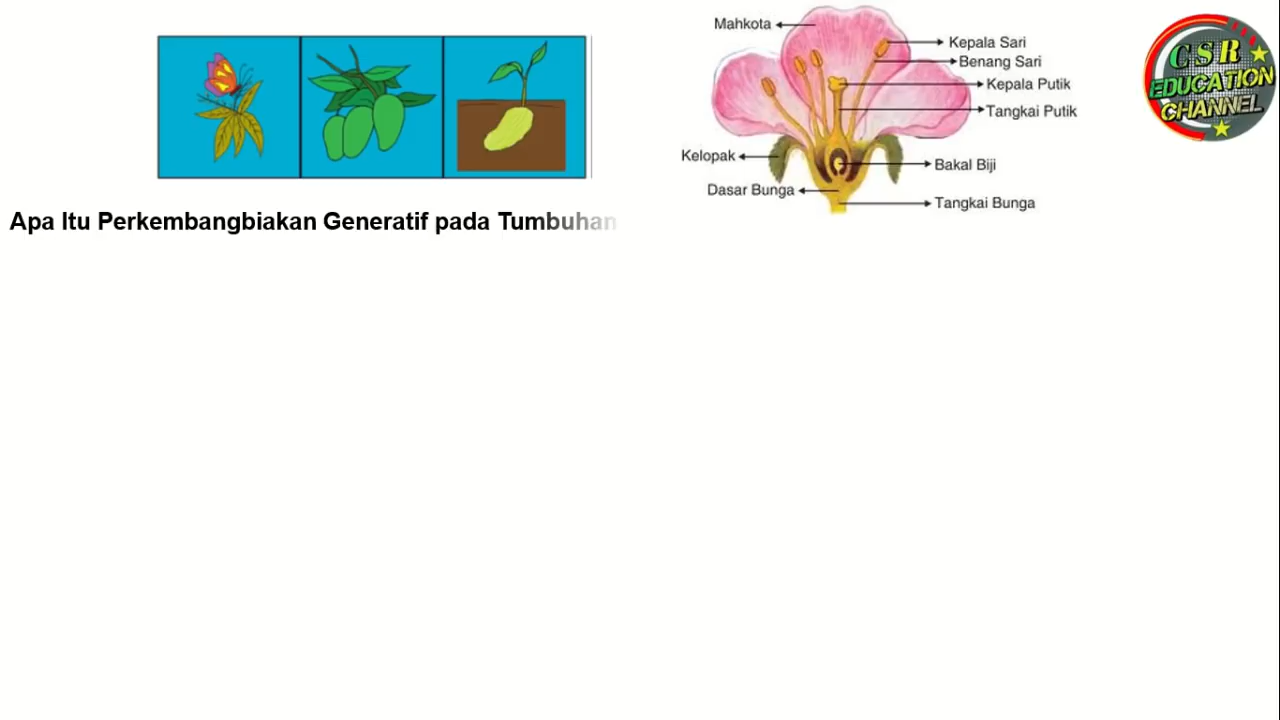 Mahkota
Kepala Sari
Benang Sari
Kepala Putik
Tangkai Putik
Kelopak
Bakal Biji
Dasar Bunga
Tangkai Bunga
CSR
EDUCATION
CHANNEL
Apa Itu Perkembangbiakan Generatif pada Tumbuhan